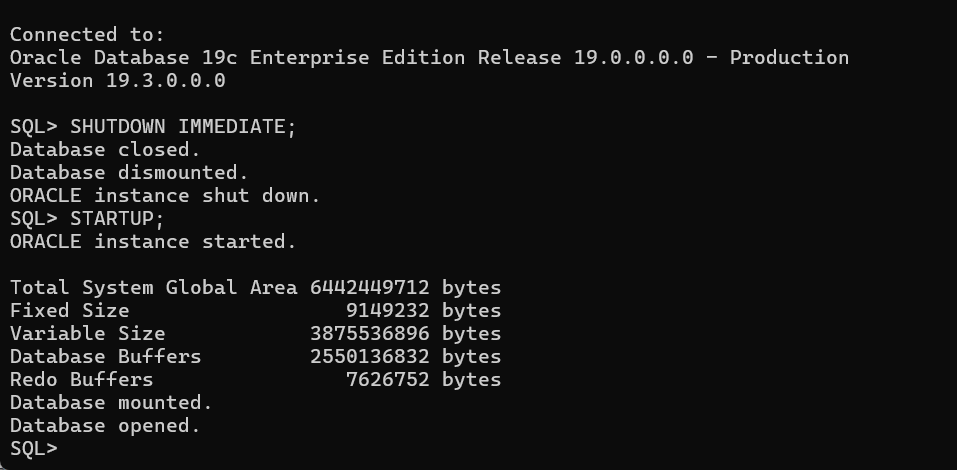 Connected to:
Oracle Database 19c Enterprise Edition Release 19.0.0.0.0 - Production
Version 19.3.0.0.0

SQL> SHUTDOWN IMMEDIATE;
Database closed.
Database dismounted.
ORACLE instance shut down.
SQL> STARTUP;
ORACLE instance started.

Total System Global Area 6442449712 bytes
Fixed Size                  9149232 bytes
Variable Size            3875536896 bytes
Database Buffers         2550136832 bytes
Redo Buffers                7626752 bytes
Database mounted.
Database opened.
SQL>